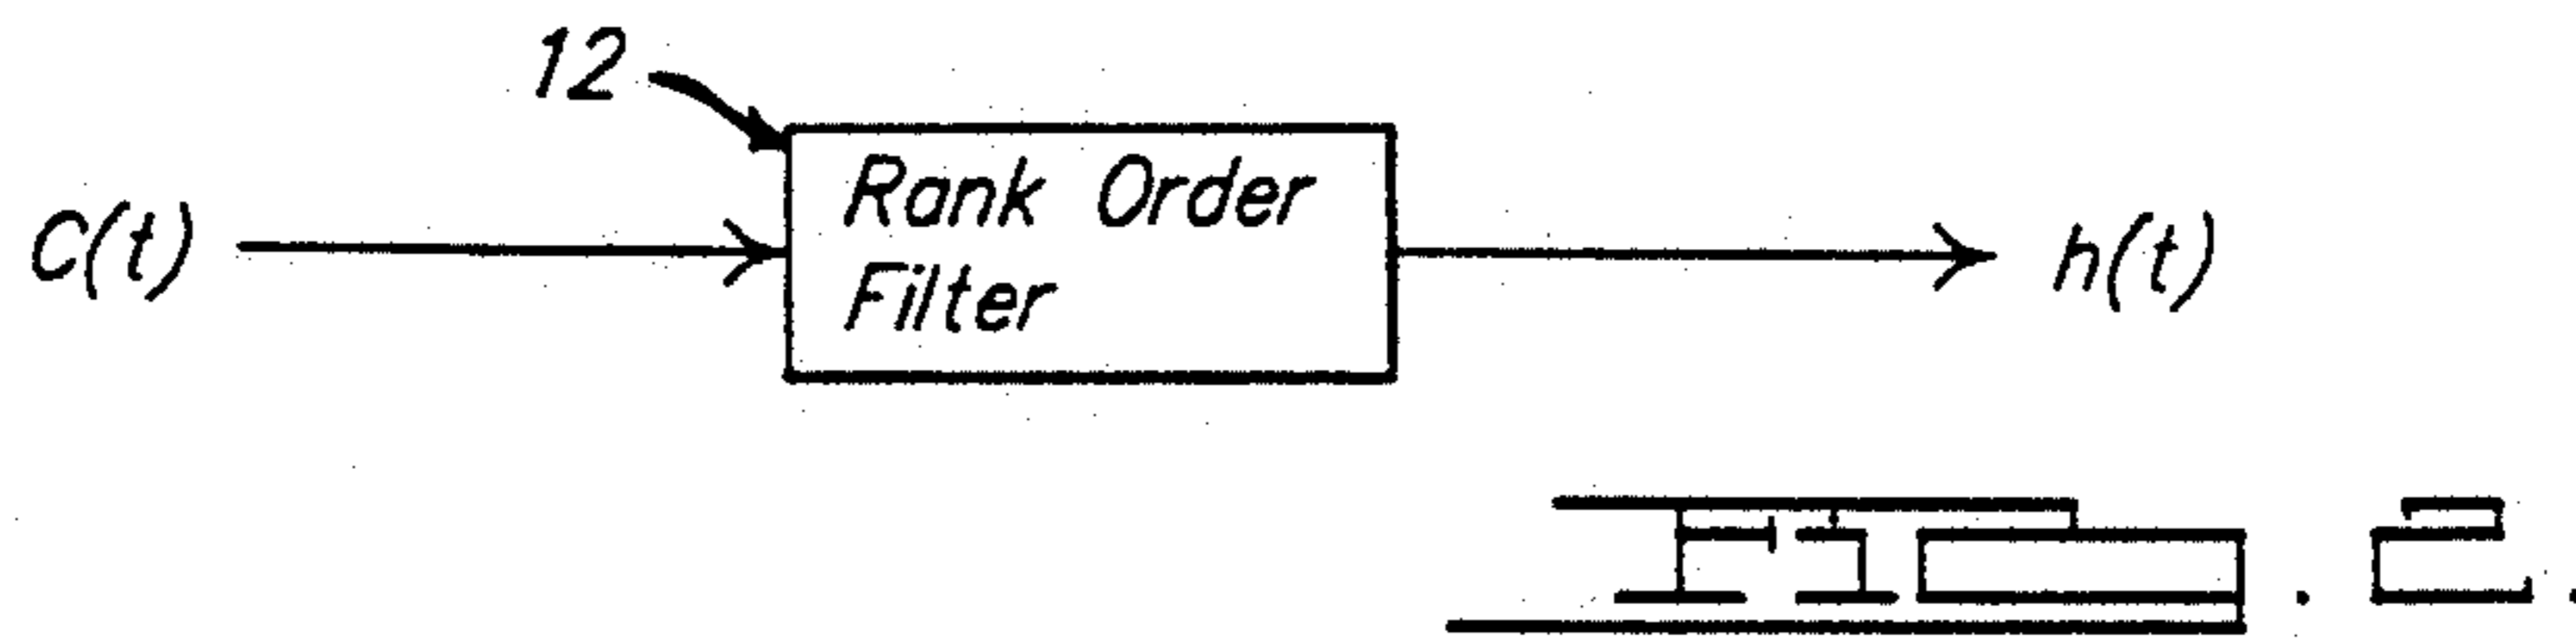 12
C(t)
Rank Order
Filter
h(t)
Fig. 2.